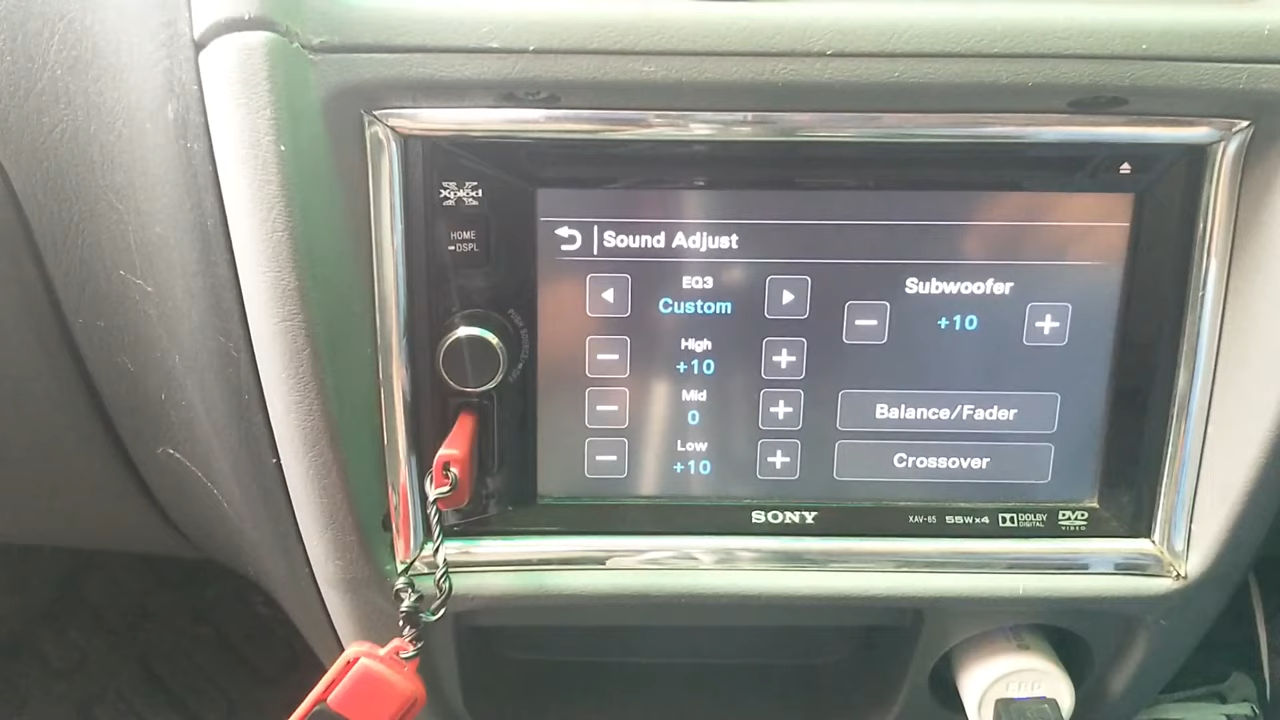 Xplod
HOME
DSPL
Sound Adjust
EQ3
Custom
High
+10
Mid
0
Low
+10
Subwoofer
+10
Balance/Fader
Crossover
SONY
XAV-65
55W×4
DOLBY
DIGITAL
DVD
VIDEO